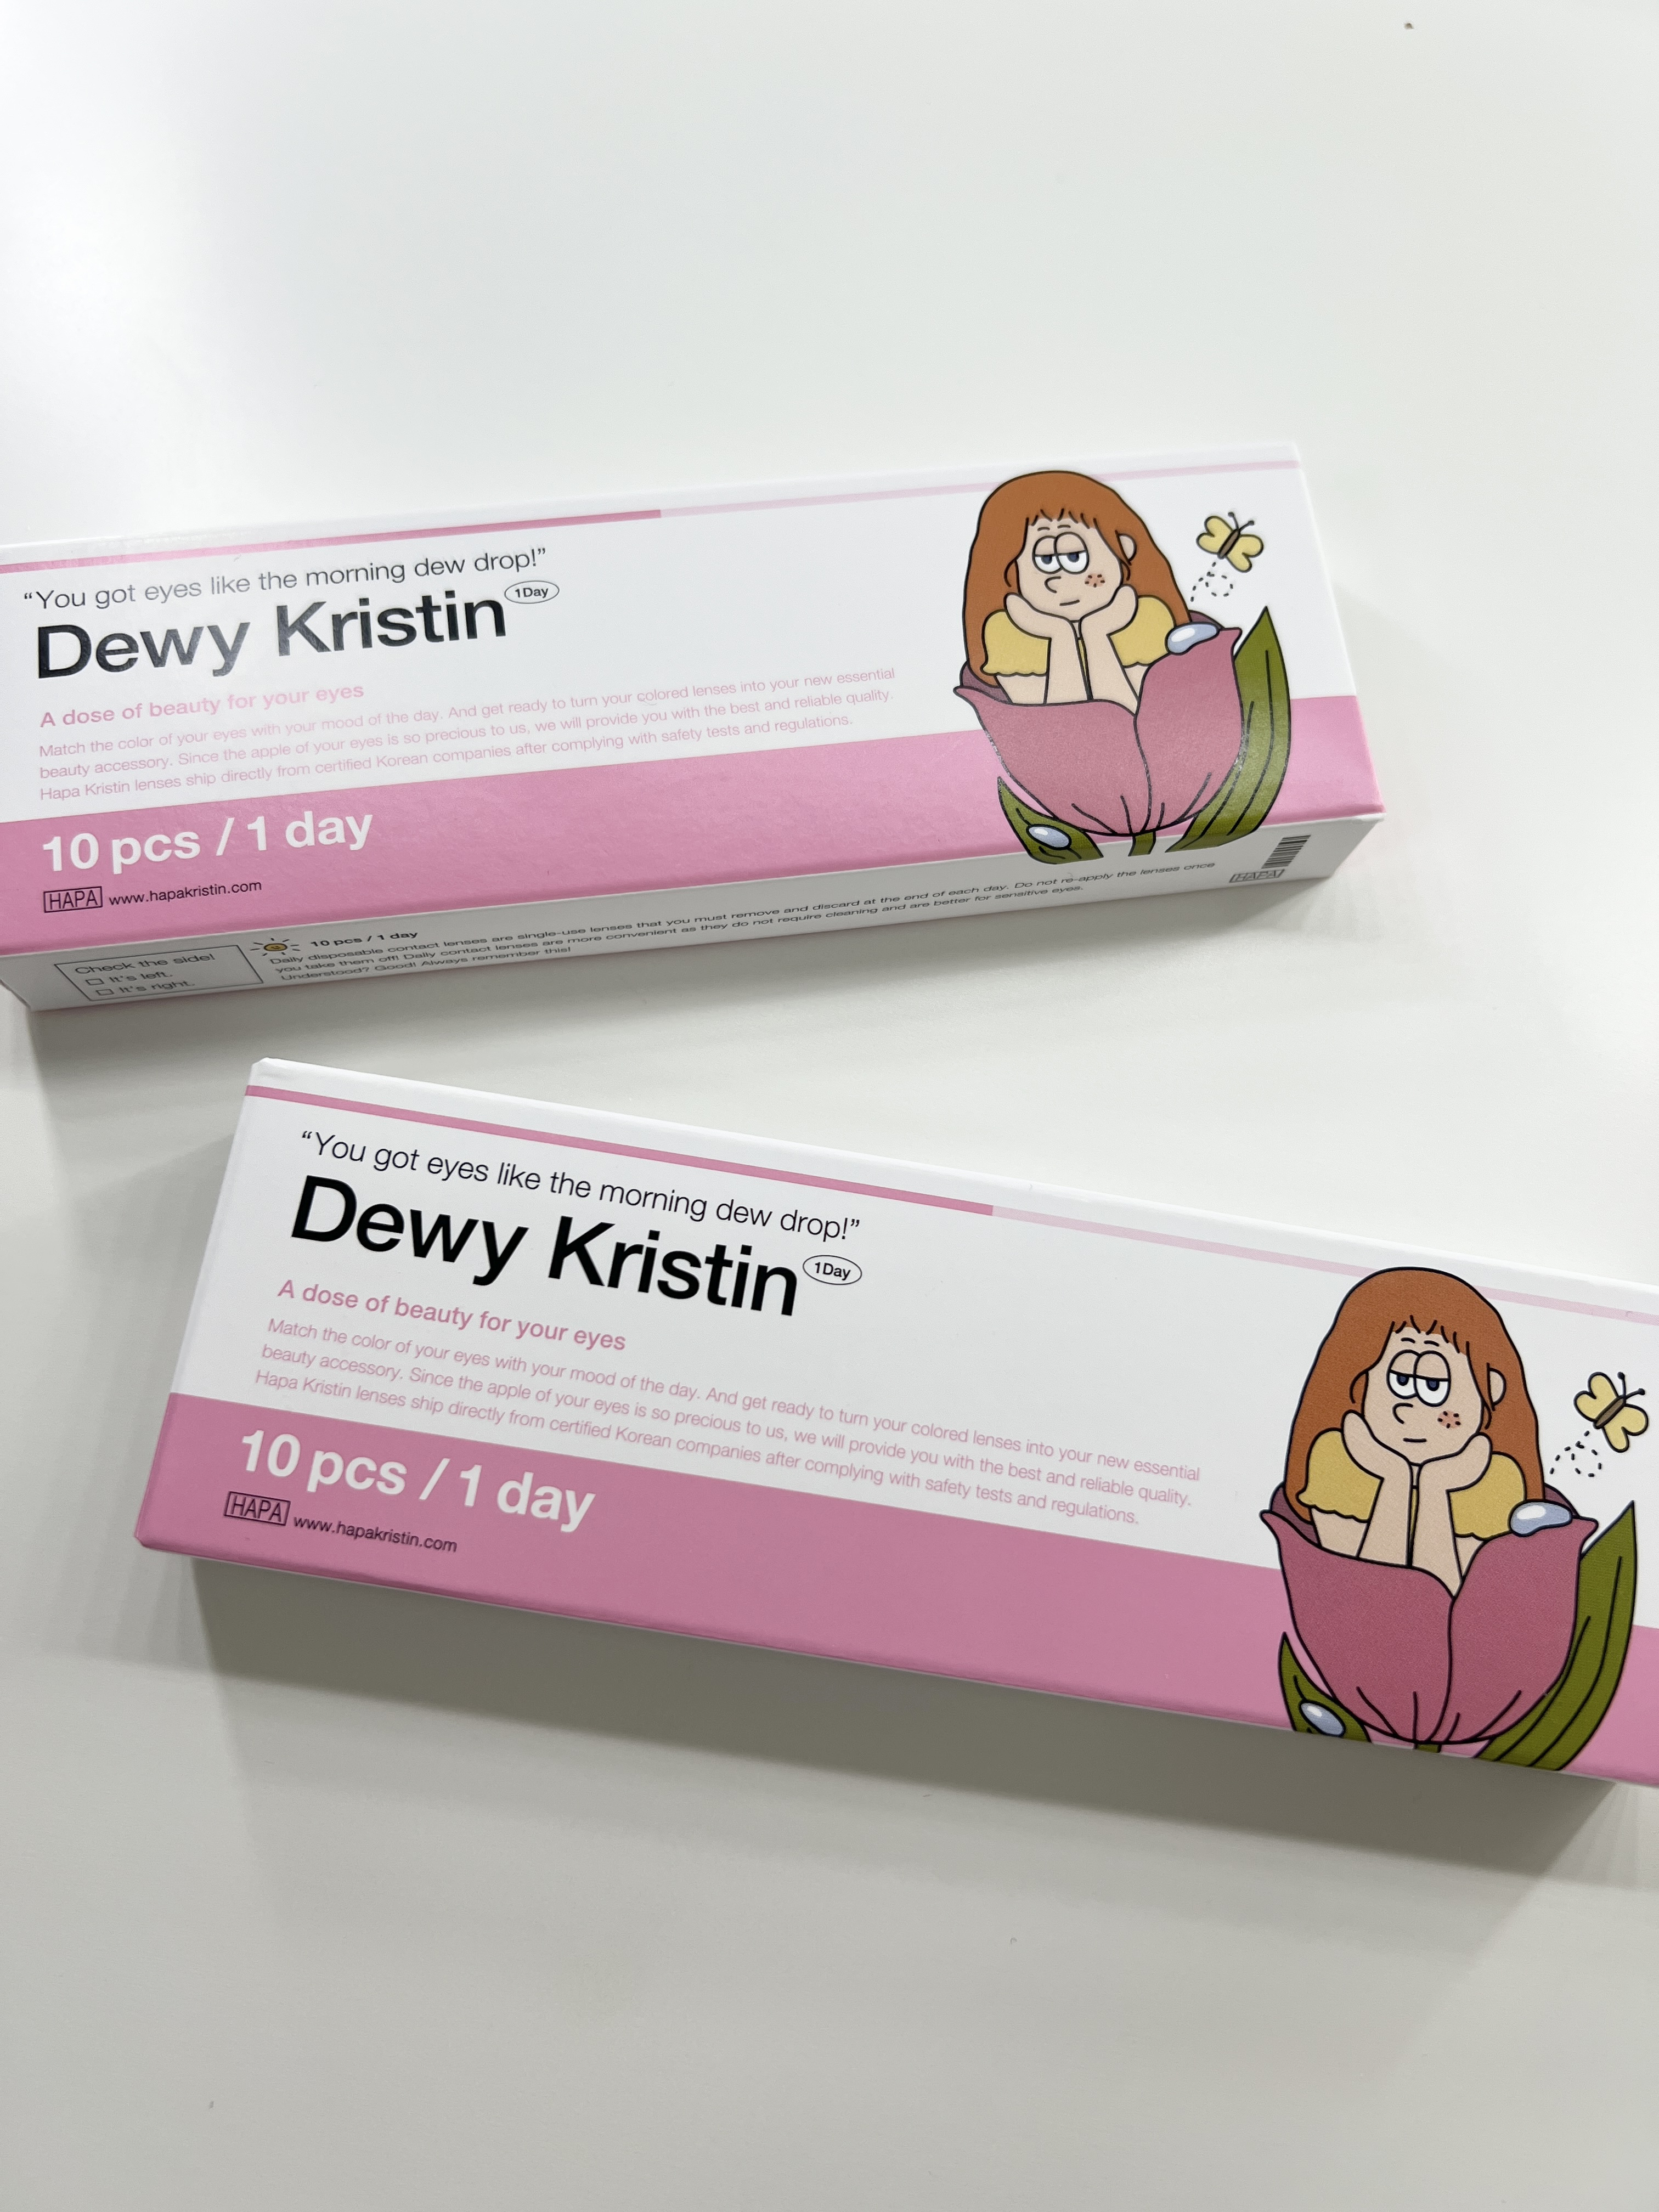 “You got eyes like the morning dew drop!”
Dewy Kristin 1Day
A dose of beauty for your eyes
Match the color of your eyes with your mood of the day. And get ready to turn your colored lenses into your new essential
beauty accessory. Since the apple of your eyes is so precious to us, we will provide you with the best and reliable quality.
Hapa Kristin lenses ship directly from certified Korean companies after complying with safety tests and regulations.
10 pcs / 1 day
HAPA www.hapakristin.com
Check the side!
It's left.
It's right.
10 pcs / 1 day
Daily disposable contact lenses are single-use lenses that you must remove and discard at the end of each day. Do not re-apply the lenses once
you take them off! Daily contact lenses are more convenient as they do not require cleaning and are better for sensitive eyes.
Understood? Good! Always remember this!
HAPA
“You got eyes like the morning dew drop!”
Dewy Kristin 1Day
A dose of beauty for your eyes
Match the color of your eyes with your mood of the day. And get ready to turn your colored lenses into your new essential
beauty accessory. Since the apple of your eyes is so precious to us, we will provide you with the best and reliable quality.
Hapa Kristin lenses ship directly from certified Korean companies after complying with safety tests and regulations.
10 pcs / 1 day
HAPA www.hapakristin.com